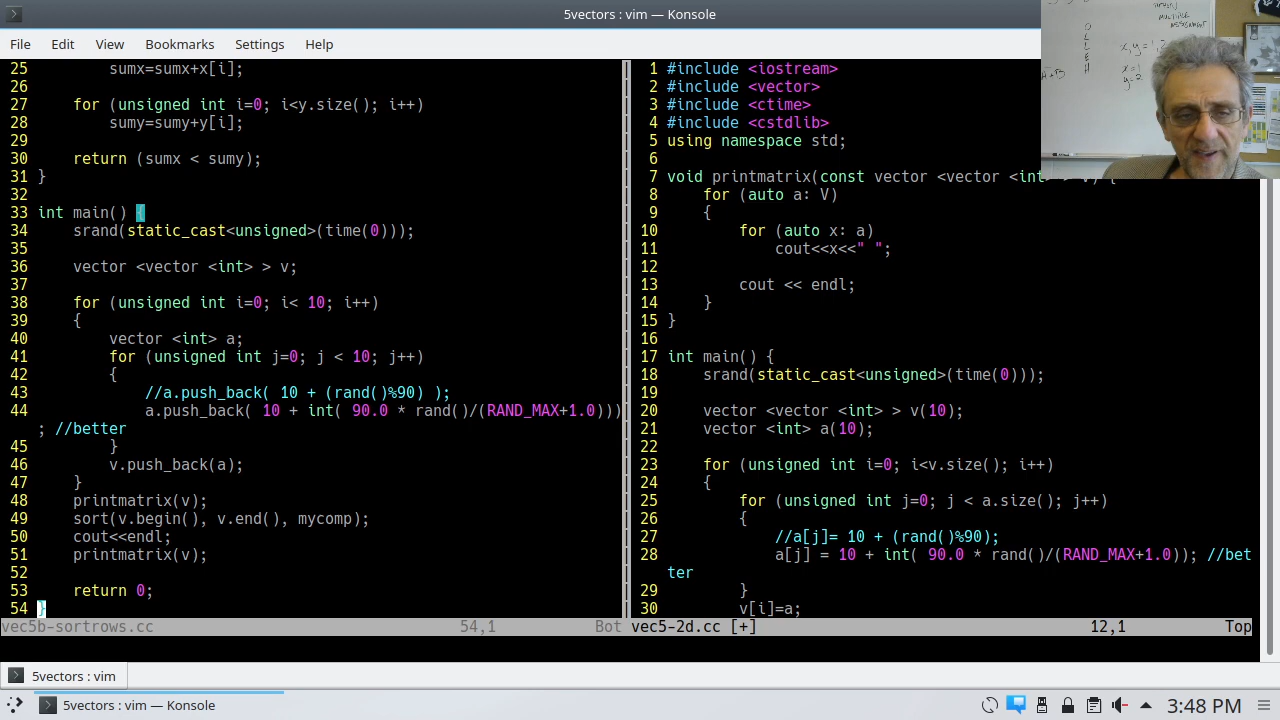 5vectors : vim — Konsole
File Edit View Bookmarks Settings Help
25 sumx=sumx+x[i];
26
27 for (unsigned int i=0; i<y.size(); i++)
28 sumy=sumy+y[i];
29
30 return (sumx < sumy);
31 }
32
33 int main() {
34 srand(static_cast<unsigned>(time(0)));
35
36 vector <vector <int> > v;
37
38 for (unsigned int i=0; i< 10; i++)
39 {
40 vector <int> a;
41 for (unsigned int j=0; j < 10; j++)
42 {
43 //a.push_back( 10 + (rand()%90) );
44 a.push_back( 10 + int( 90.0 * rand()/(RAND_MAX+1.0)))
; //better
45 }
46 v.push_back(a);
47 }
48 printmatrix(v);
49 sort(v.begin(), v.end(), mycomp);
50 cout<<endl;
51 printmatrix(v);
52
53 return 0;
54 }
vec5b-sortrows.cc 54,1 Bot
1 #include <iostream>
2 #include <vector>
3 #include <ctime>
4 #include <cstdlib>
5 using namespace std;
6
7 void printmatrix(const vector <vector <int> > V) {
8 for (auto a: V)
9 {
10 for (auto x: a)
11 cout<<x<<" ";
12
13 cout << endl;
14 }
15 }
16
17 int main() {
18 srand(static_cast<unsigned>(time(0)));
19
20 vector <vector <int> > v(10);
21 vector <int> a(10);
22
23 for (unsigned int i=0; i<v.size(); i++)
24 {
25 for (unsigned int j=0; j < a.size(); j++)
26 {
27 //a[j]= 10 + (rand()%90);
28 a[j] = 10 + int( 90.0 * rand()/(RAND_MAX+1.0)); //bet
ter
29 }
30 v[i]=a;
vec5-2d.cc [+] 12,1 Top
MULTIPLE
x=1
y=2
5vectors : vim
5vectors : vim — Konsole
3:48 PM